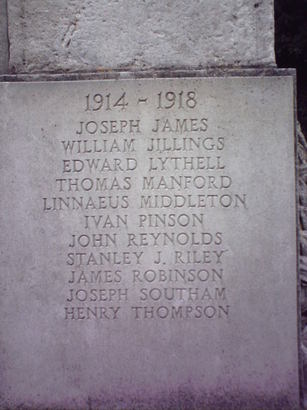 1914 - 1918
JOSEPH JAMES
WILLIAM JILLINGS
EDWARD LYTHELL
THOMAS MANFORD
LINNAEUS MIDDLETON
IVAN PINSON
JOHN REYNOLDS
STANLEY J. RILEY
JAMES ROBINSON
JOSEPH SOUTHAM
HENRY THOMPSON